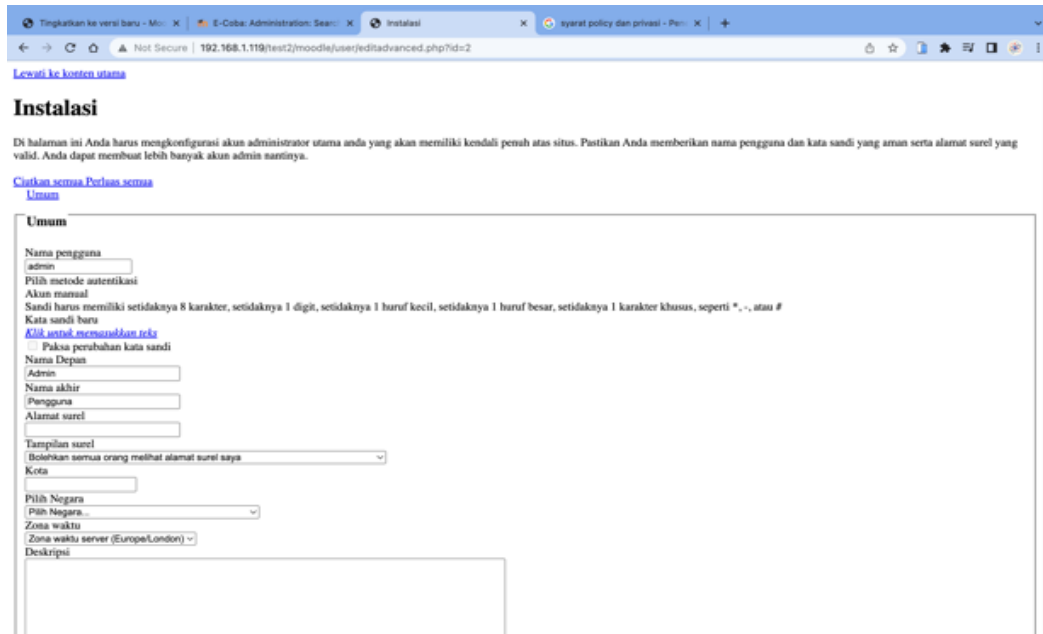 Tingkatkan ke versi baru - Moo
E-Coba: Administration: Search
Instalasi
syarat policy dan privasi - Pen
Not Secure | 192.168.1.119/test2/moodle/user/editadvanced.php?id=2
Lewati ke konten utama
Instalasi
Di halaman ini Anda harus mengkonfigurasi akun administrator utama anda yang akan memiliki kendali penuh atas situs. Pastikan Anda memberikan nama pengguna dan kata sandi yang aman serta alamat surel yang
valid. Anda dapat membuat lebih banyak akun admin nantinya.
Ciutkan semua Perluas semua
Umum
Umum
Nama pengguna
admin
Pilih metode autentikasi
Akun manual
Sandi harus memiliki setidaknya 8 karakter, setidaknya 1 digit, setidaknya 1 huruf kecil, setidaknya 1 huruf besar, setidaknya 1 karakter khusus, seperti *, -, atau #
Kata sandi baru
Klik untuk memasukkan teks
Paksa perubahan kata sandi
Nama Depan
Admin
Nama akhir
Pengguna
Alamat surel
Tampilan surel
Bolehkan semua orang melihat alamat surel saya
Kota
Pilih Negara
Pilih Negara...
Zona waktu
Zona waktu server (Europe/London)
Deskripsi